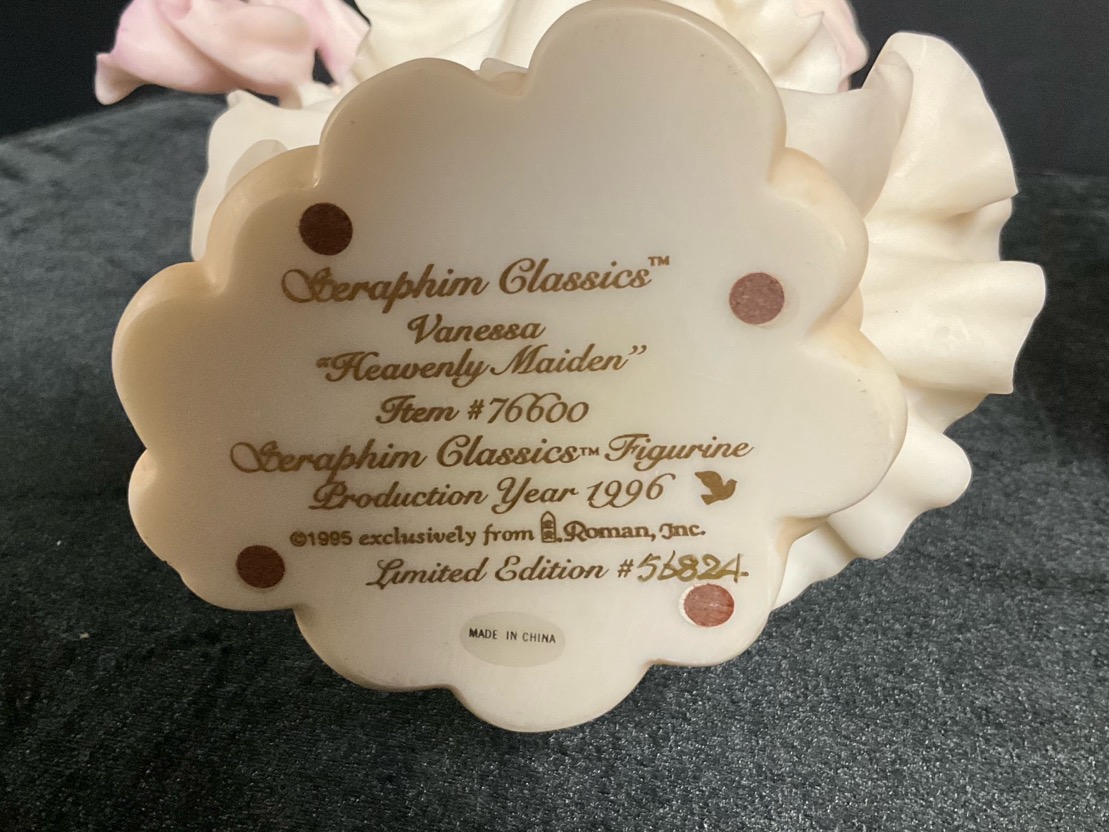 Seraphim Classics™
Vanessa
“Heavenly Maiden”
Item #76600
Seraphim Classics™ Figurine
Production Year 1996
©1995 exclusively from Roman, Inc.
Limited Edition #56824
MADE IN CHINA